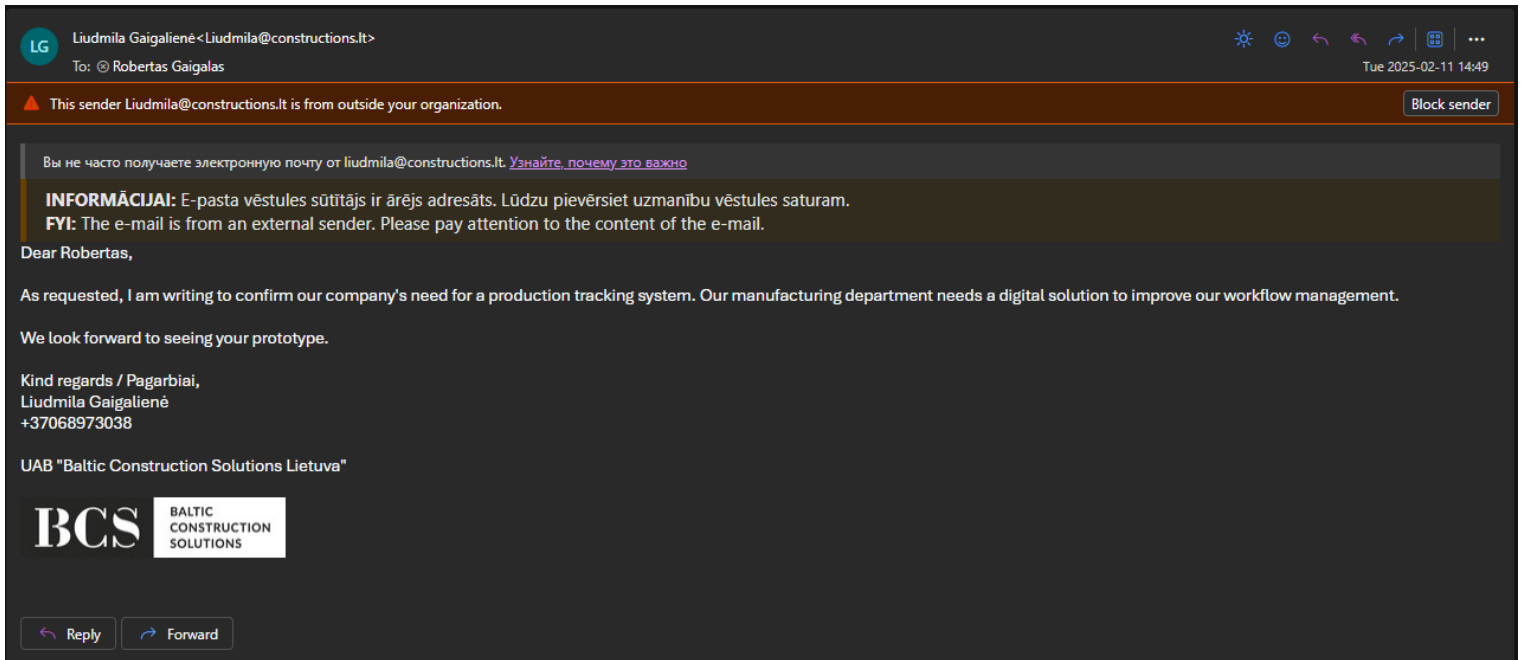 LG
Liudmila Gaigalienė<Liudmila@constructions.lt>
To: Robertas Gaigalas
Tue 2025-02-11 14:49
This sender Liudmila@constructions.lt is from outside your organization.
Block sender
Вы не часто получаете электронную почту от liudmila@constructions.lt. Узнайте, почему это важно
INFORMĀCIJAI: E-pasta vēstules sūtītājs ir ārējs adresāts. Lūdzu pievērsiet uzmanību vēstules saturam.
FYI: The e-mail is from an external sender. Please pay attention to the content of the e-mail.
Dear Robertas,
As requested, I am writing to confirm our company's need for a production tracking system. Our manufacturing department needs a digital solution to improve our workflow management.
We look forward to seeing your prototype.
Kind regards / Pagarbiai,
Liudmila Gaigalienė
+37068973038
UAB "Baltic Construction Solutions Lietuva"
BCS
BALTIC
CONSTRUCTION
SOLUTIONS
Reply
Forward